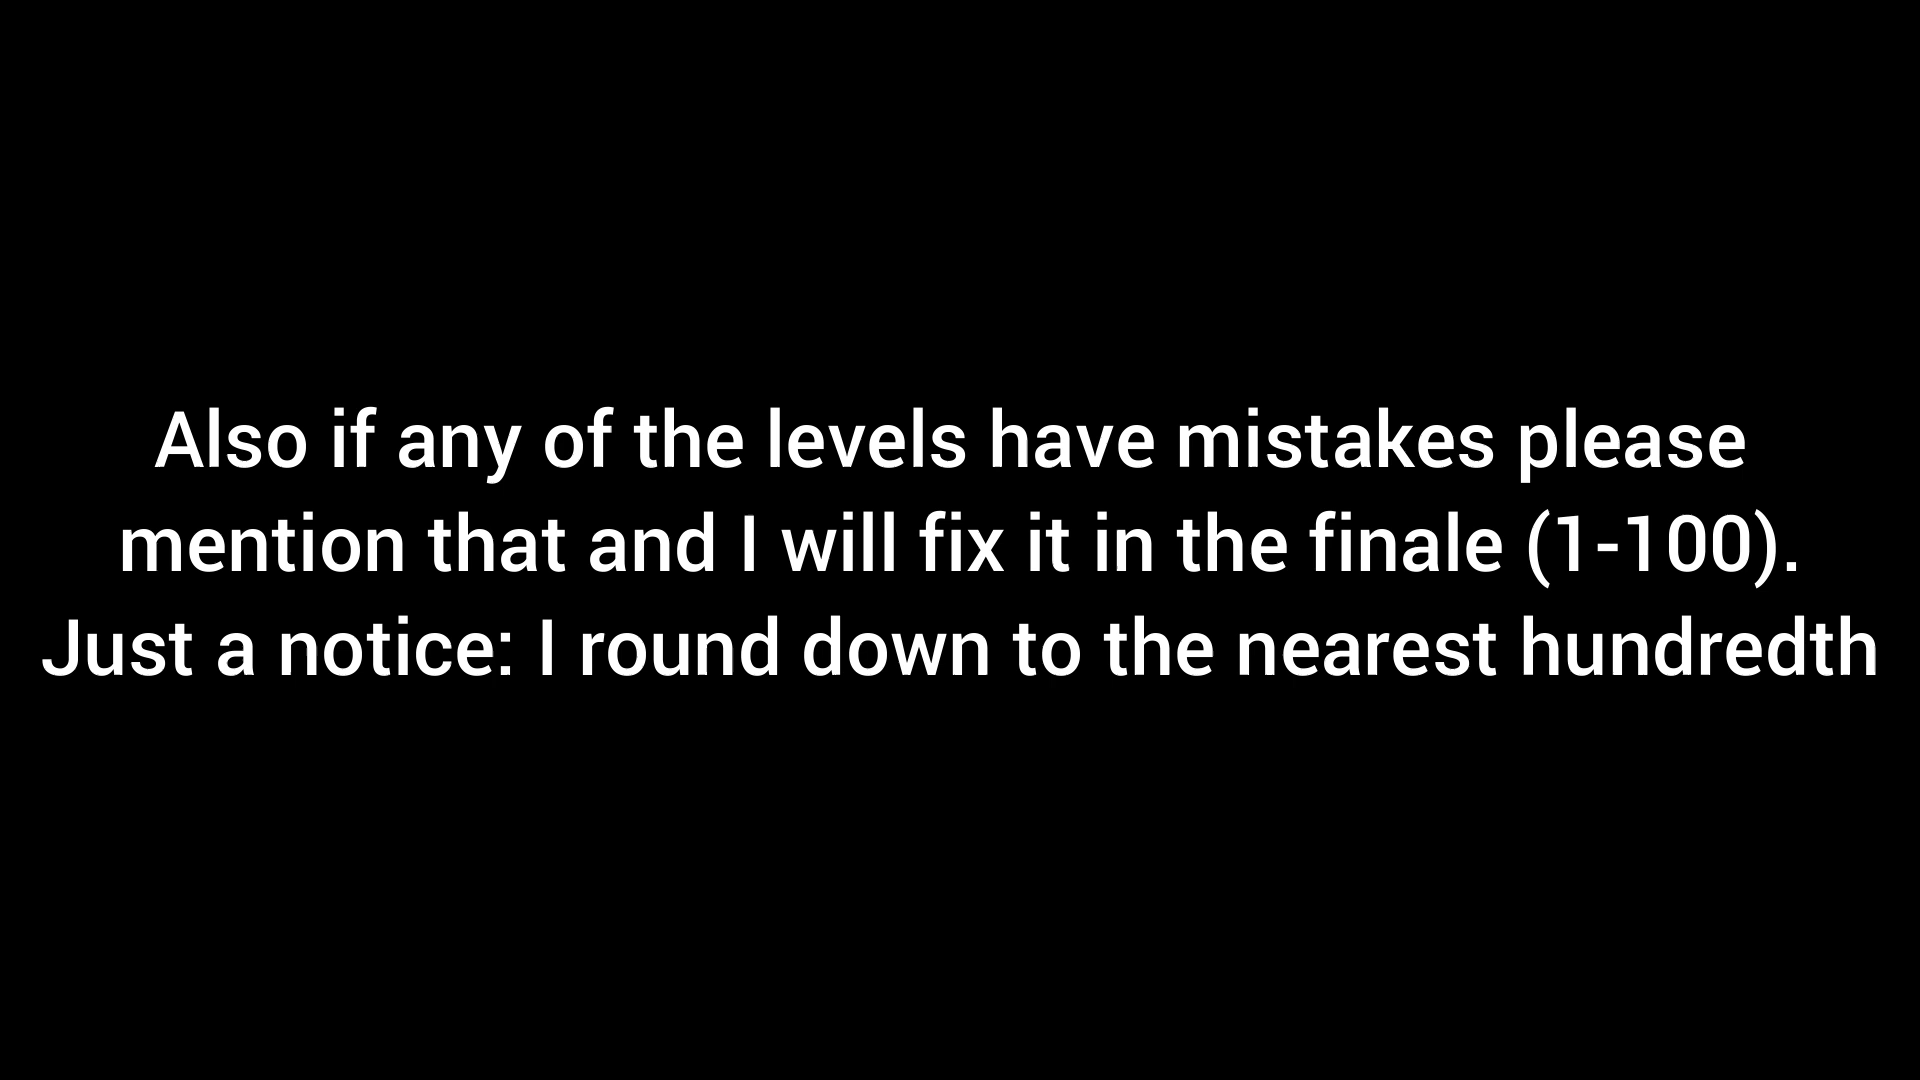 Also if any of the levels have mistakes please
mention that and I will fix it in the finale (1-100).
Just a notice: I round down to the nearest hundredth